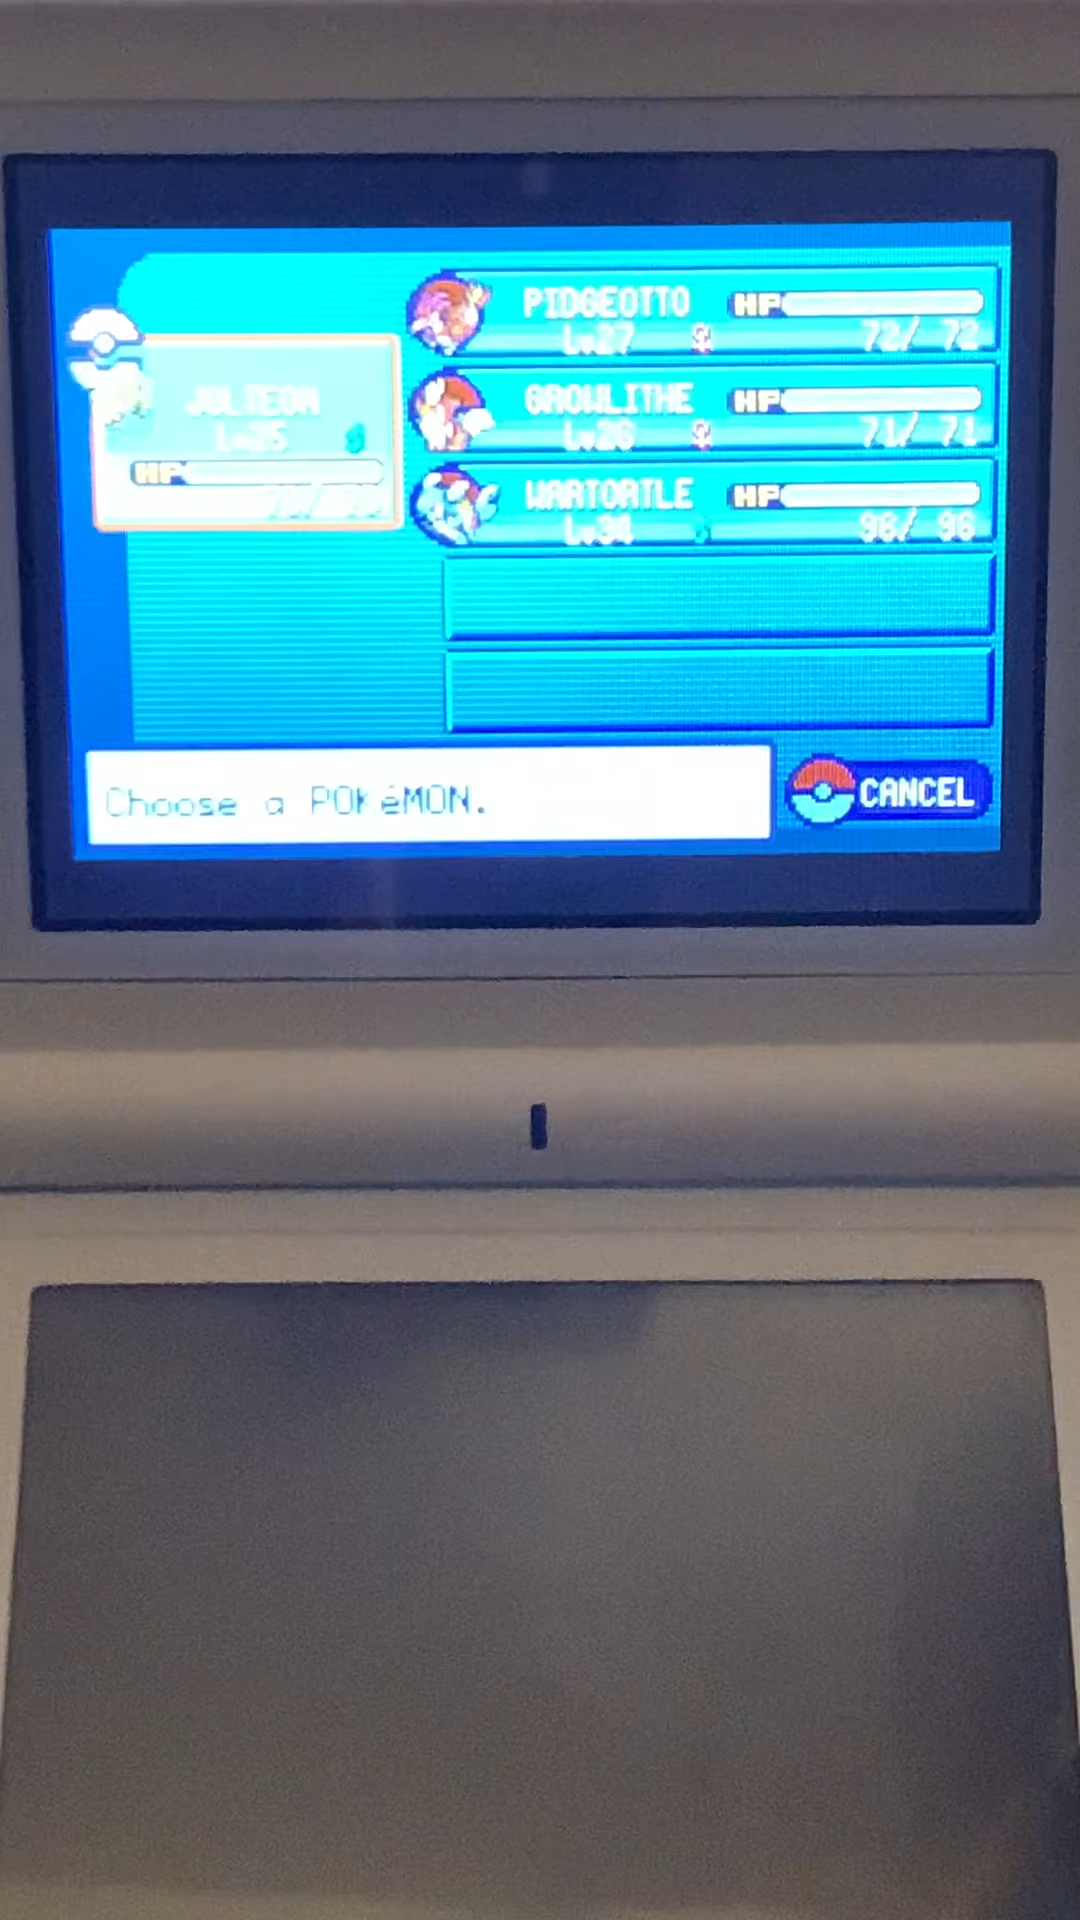 JOLTEON
Lv25
HP
PIDGEOTTO
HP
Lv27
72/ 72
GROWLITHE
HP
Lv26
71/ 71
WARTORTLE
HP
Lv34
98/ 98
Choose a POKéMON.
CANCEL